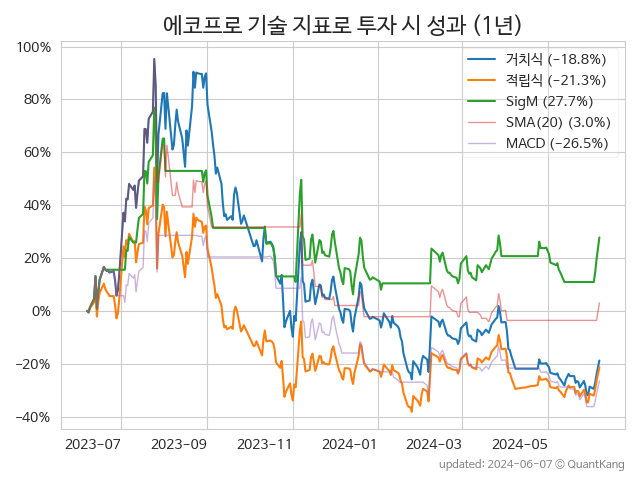 에코프로 기술 지표로 투자 시 성과 (1년)
100%
80%
60%
40%
20%
0%
−20%
−40%
거치식 (−18.8%)
적립식 (−21.3%)
SigM (27.7%)
SMA(20) (3.0%)
MACD (−26.5%)
2023-07 2023-09 2023-11 2024-01 2024-03 2024-05
updated: 2024-06-07 © QuantKang